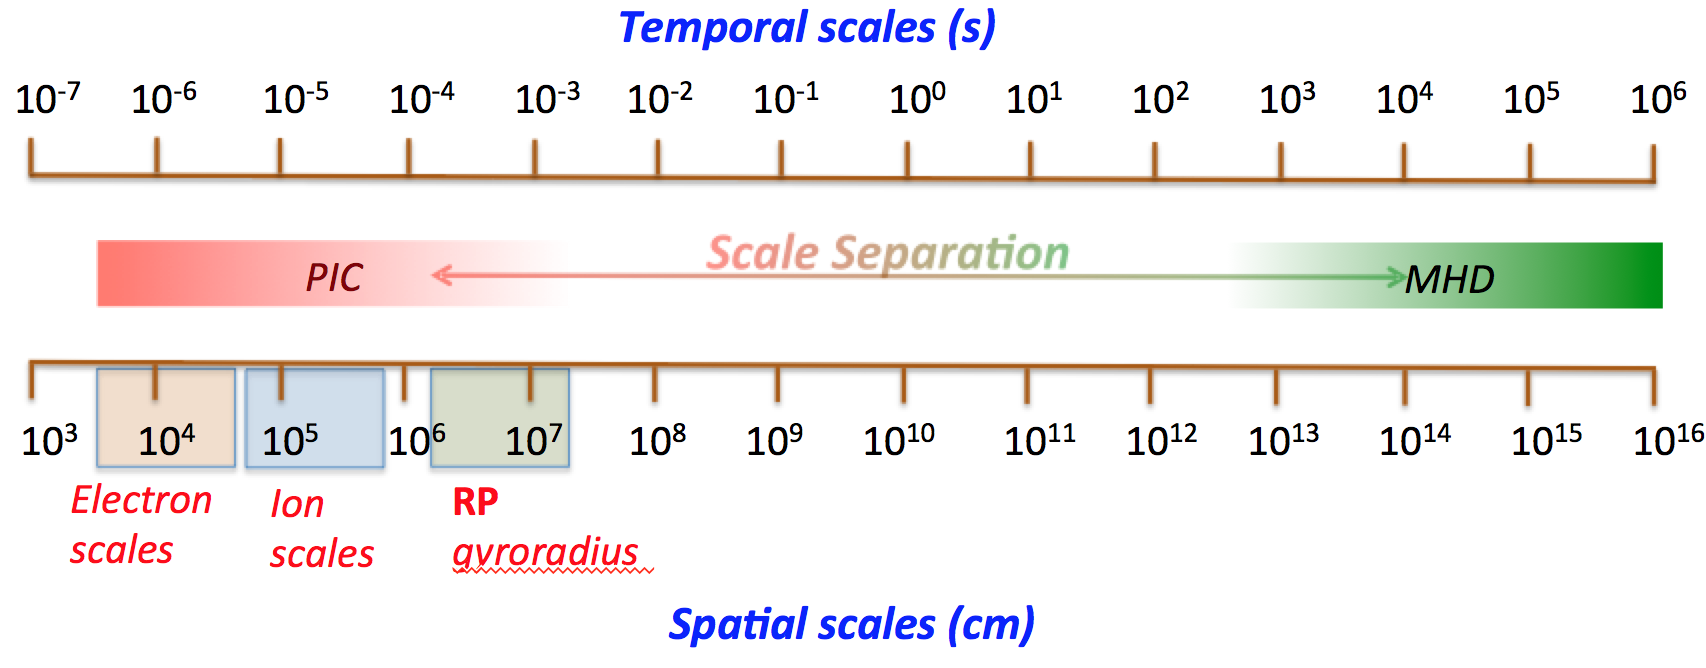 Temporal scales (s)
10⁻⁷ 10⁻⁶ 10⁻⁵ 10⁻⁴ 10⁻³ 10⁻² 10⁻¹ 10⁰ 10¹ 10² 10³ 10⁴ 10⁵ 10⁶
Scale Separation
PIC MHD
10³ 10⁴ 10⁵ 10⁶ 10⁷ 10⁸ 10⁹ 10¹⁰ 10¹¹ 10¹² 10¹³ 10¹⁴ 10¹⁵ 10¹⁶
Electron
scales
Ion
scales
RP
gyroradius
Spatial scales (cm)